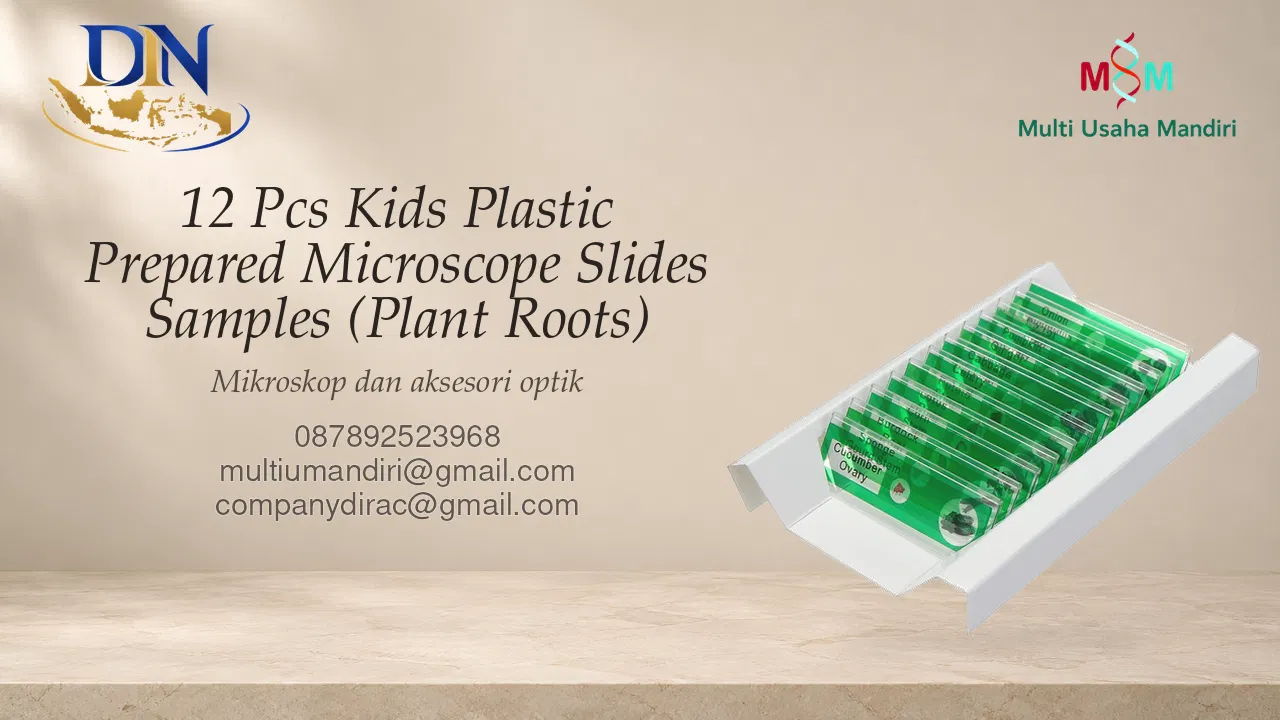 DIN
M M
Multi Usaha Mandiri
12 Pcs Kids Plastic
Prepared Microscope Slides
Samples (Plant Roots)
Mikroskop dan aksesori optik
087892523968
multiumandiri@gmail.com
companydirac@gmail.com
Onion
Sponge
Cucumber
Ovary